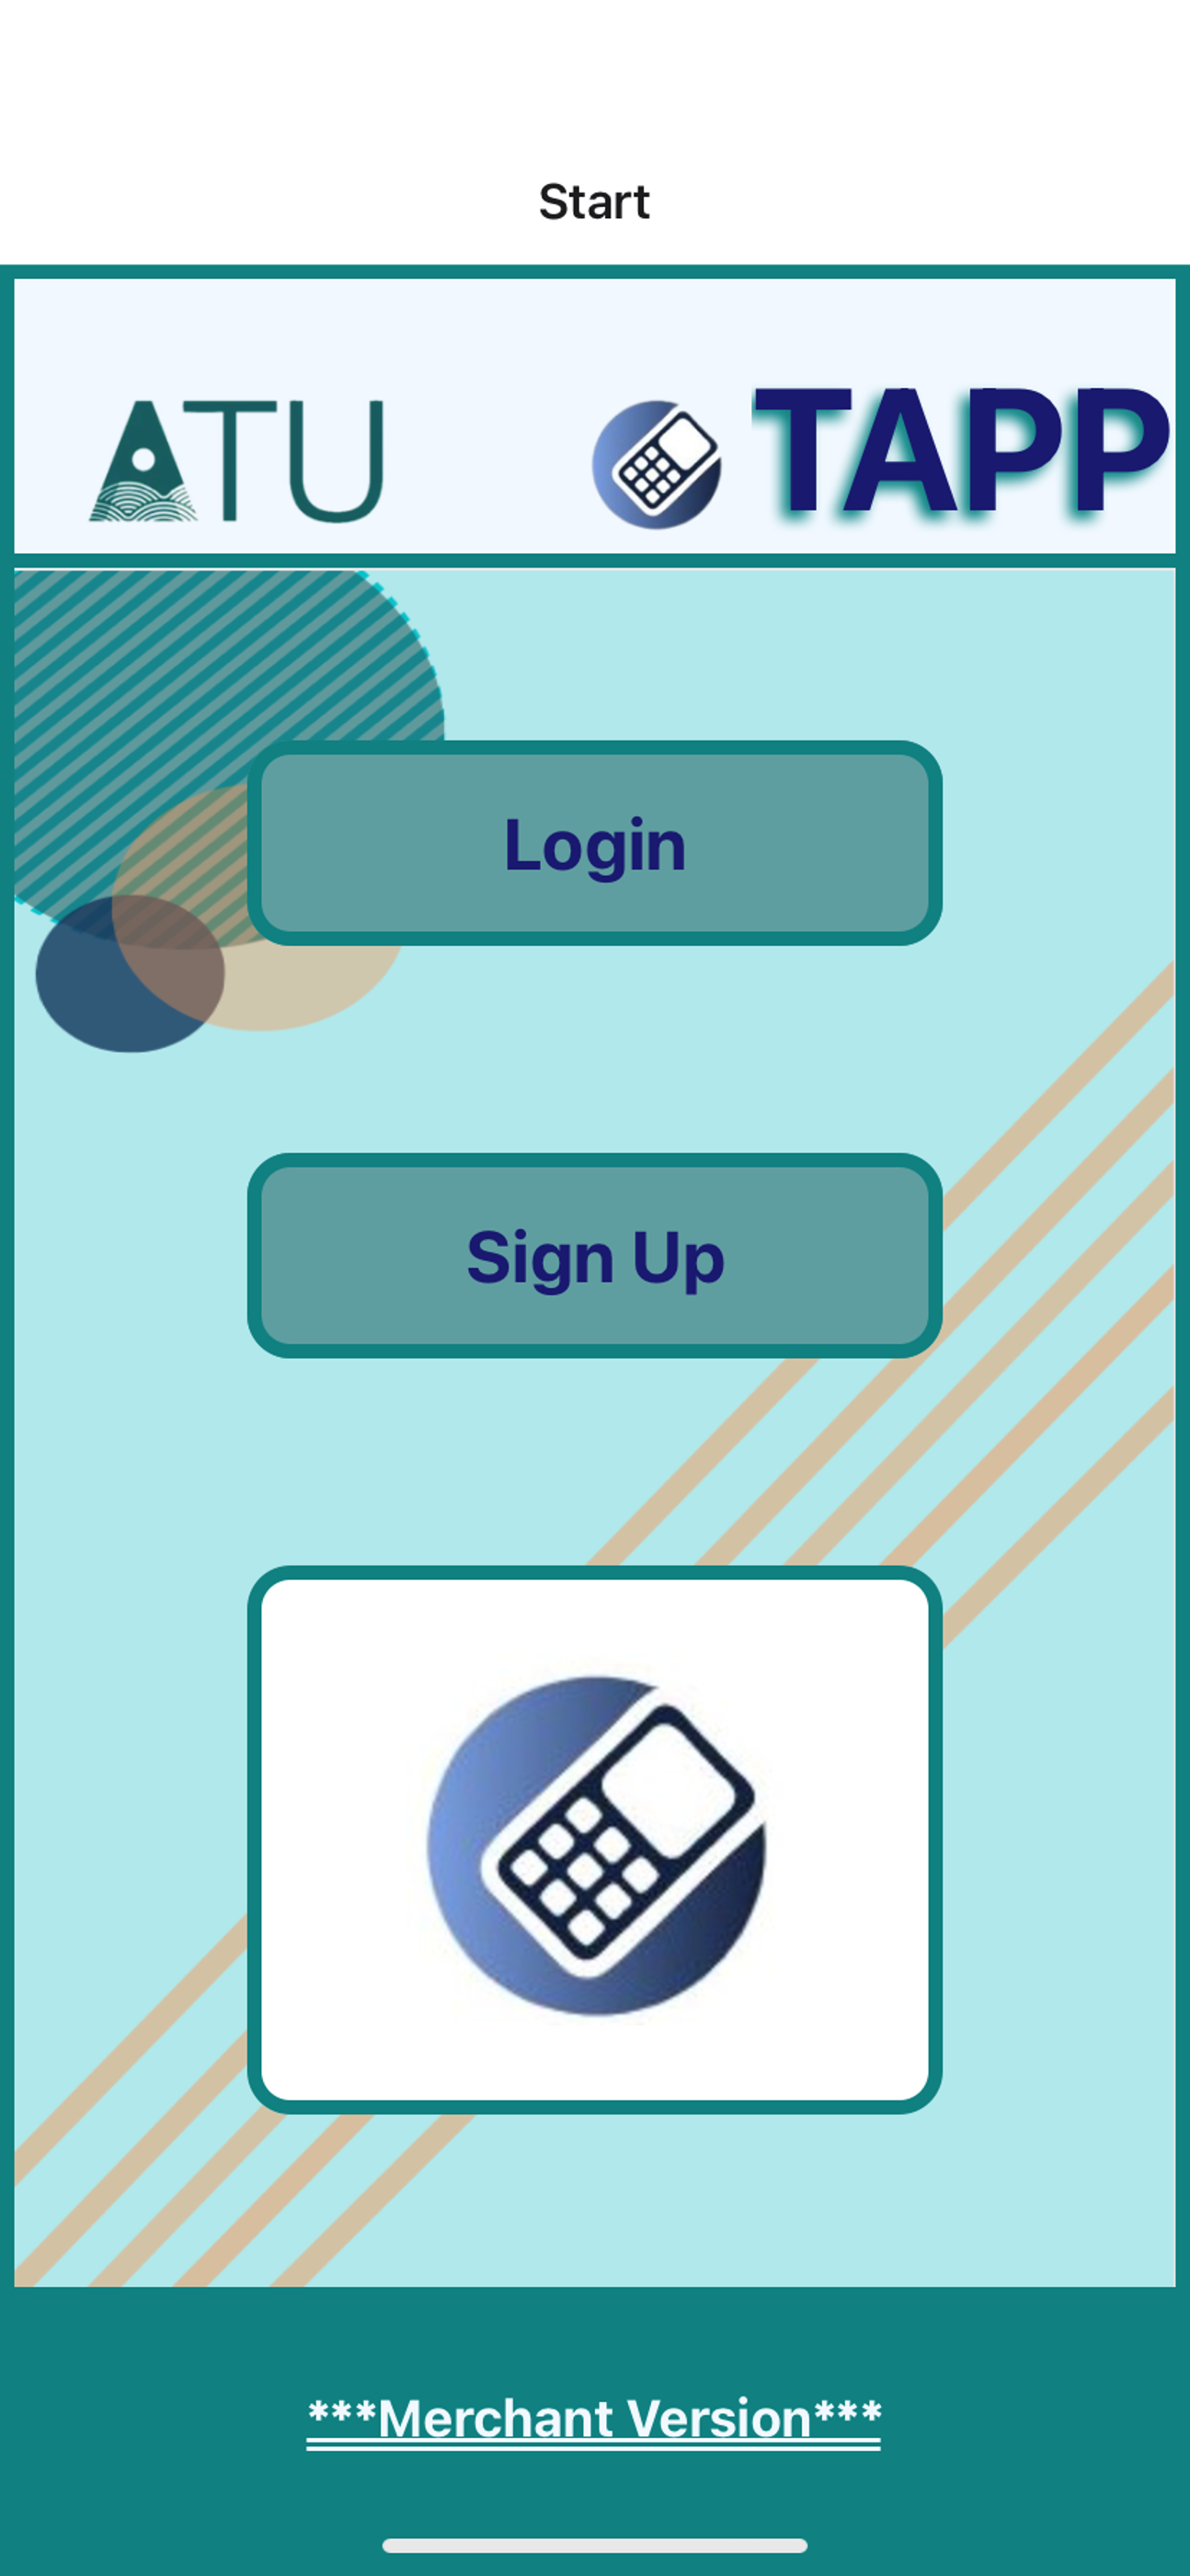 Start
ATU
TAPP
Login
Sign Up
***Merchant Version***